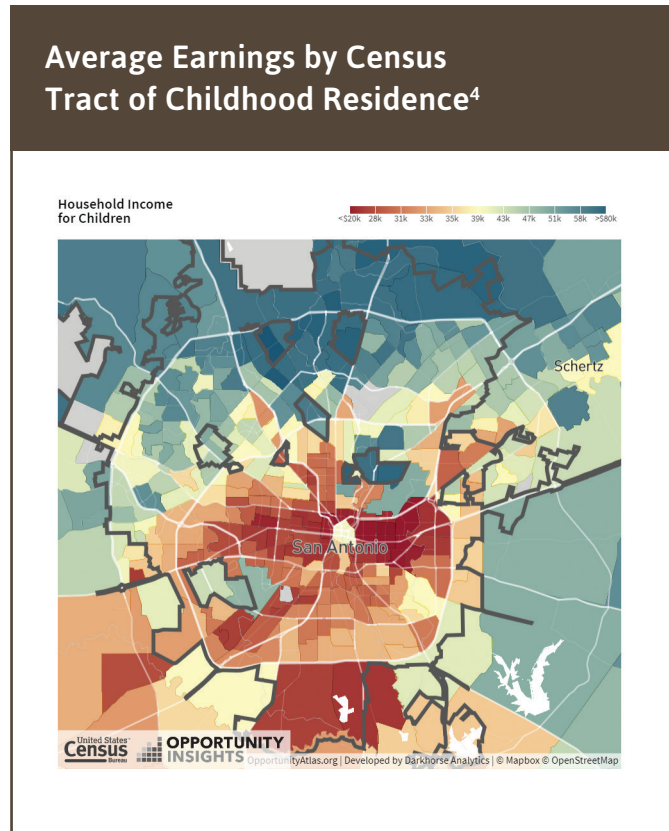 Average Earnings by Census
Tract of Childhood Residence⁴
Household Income
for Children
<$20k 28k 31k 33k 35k 39k 43k 47k 51k 58k >$80k
Schertz
San Antonio
United States™
Census
Bureau
OPPORTUNITY
INSIGHTS
OpportunityAtlas.org | Developed by Darkhorse Analytics | © Mapbox © OpenStreetMap